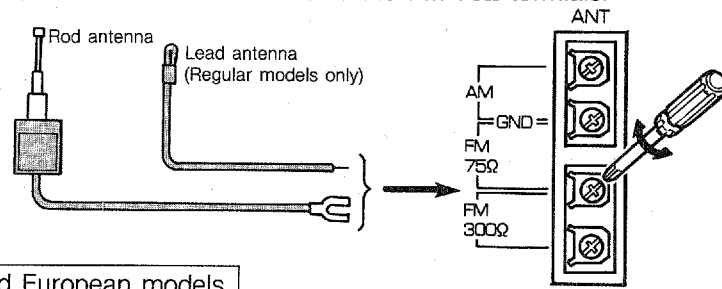 ANT
Rod antenna
Lead antenna
(Regular models only)
AM
GND
FM
75Ω
FM
300Ω
European models